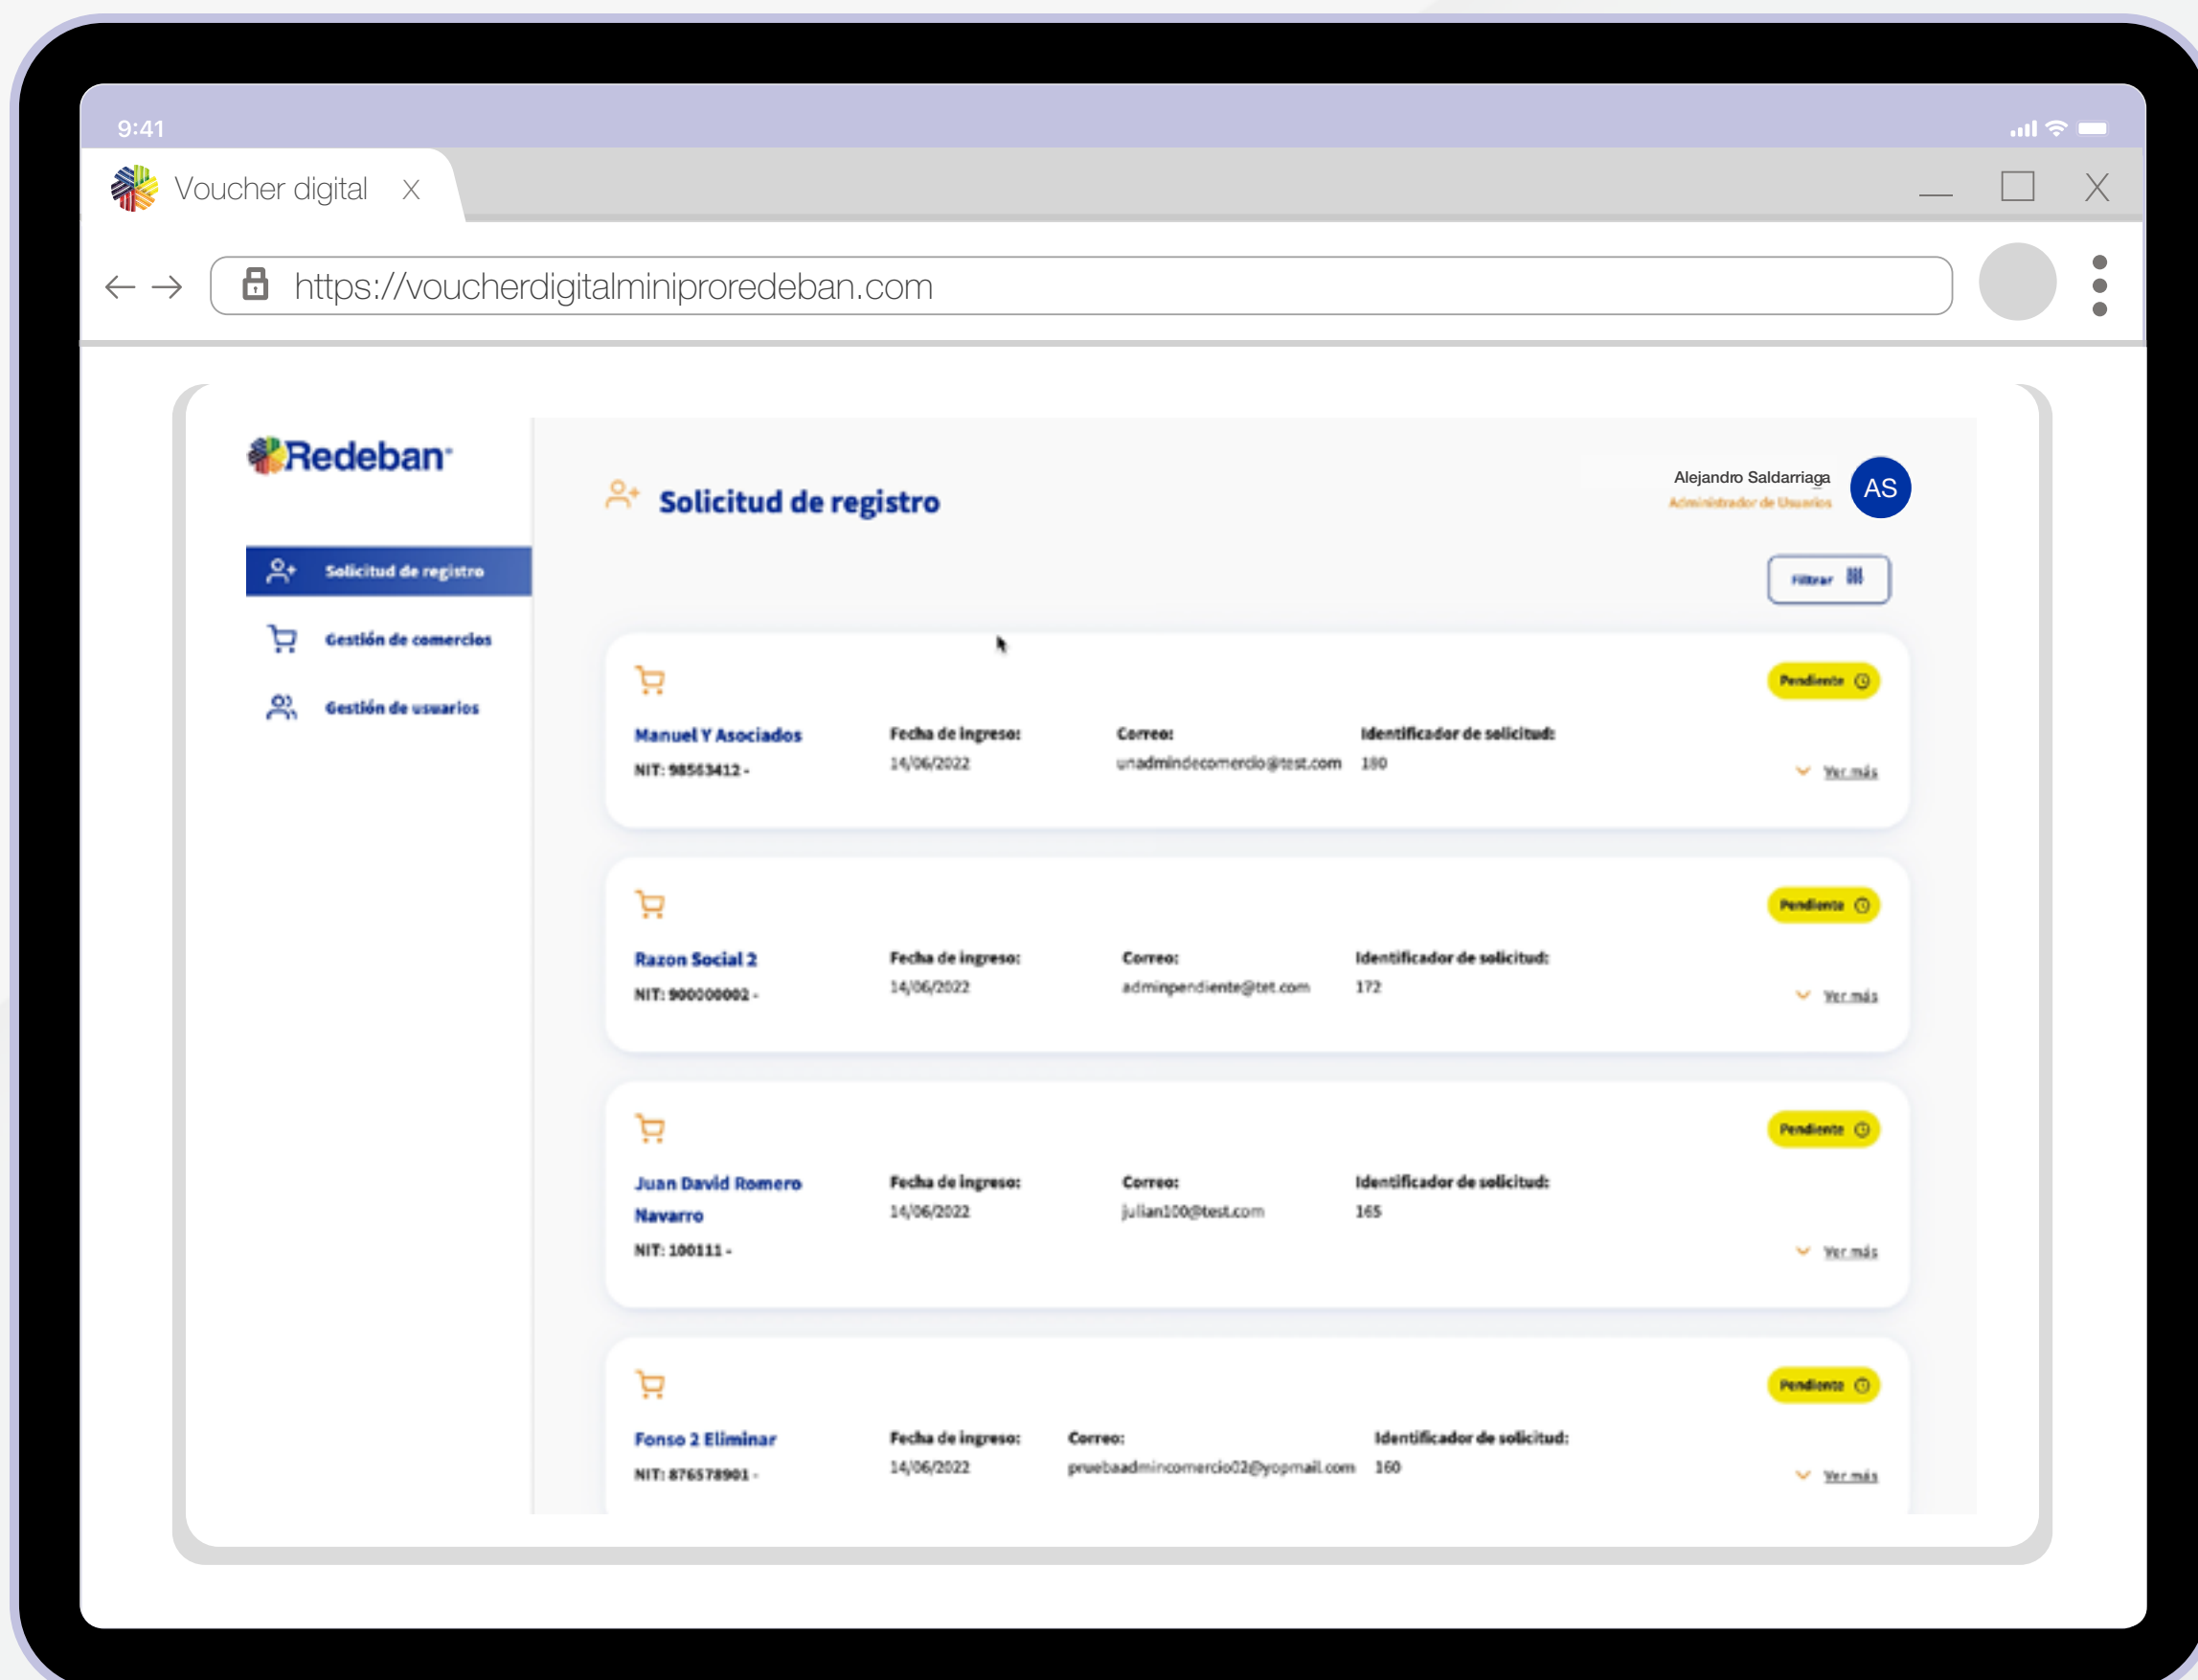 9:41
Voucher digital X
https://voucherdigitalminiproredeban.com
Redeban
Solicitud de registro
Alejandro Saldarriaga
Administrador de Usuarios
AS
Solicitud de registro
Gestión de comercios
Gestión de usuarios
Filtrar
Pendiente
Manuel Y Asociados
NIT: 98563412 -
Fecha de ingreso:
14/06/2022
Correo:
unadmindecomercio@test.com
Identificador de solicitud:
180
Ver más
Pendiente
Razon Social 2
NIT: 900000002 -
Fecha de ingreso:
14/06/2022
Correo:
adminpendiente@tet.com
Identificador de solicitud:
172
Ver más
Pendiente
Juan David Romero
Navarro
NIT: 100111 -
Fecha de ingreso:
14/06/2022
Correo:
julian100@test.com
Identificador de solicitud:
165
Ver más
Pendiente
Fonso 2 Eliminar
NIT: 876578901 -
Fecha de ingreso:
14/06/2022
Correo:
pruebaadmincomercio02@yopmail.com
Identificador de solicitud:
160
Ver más